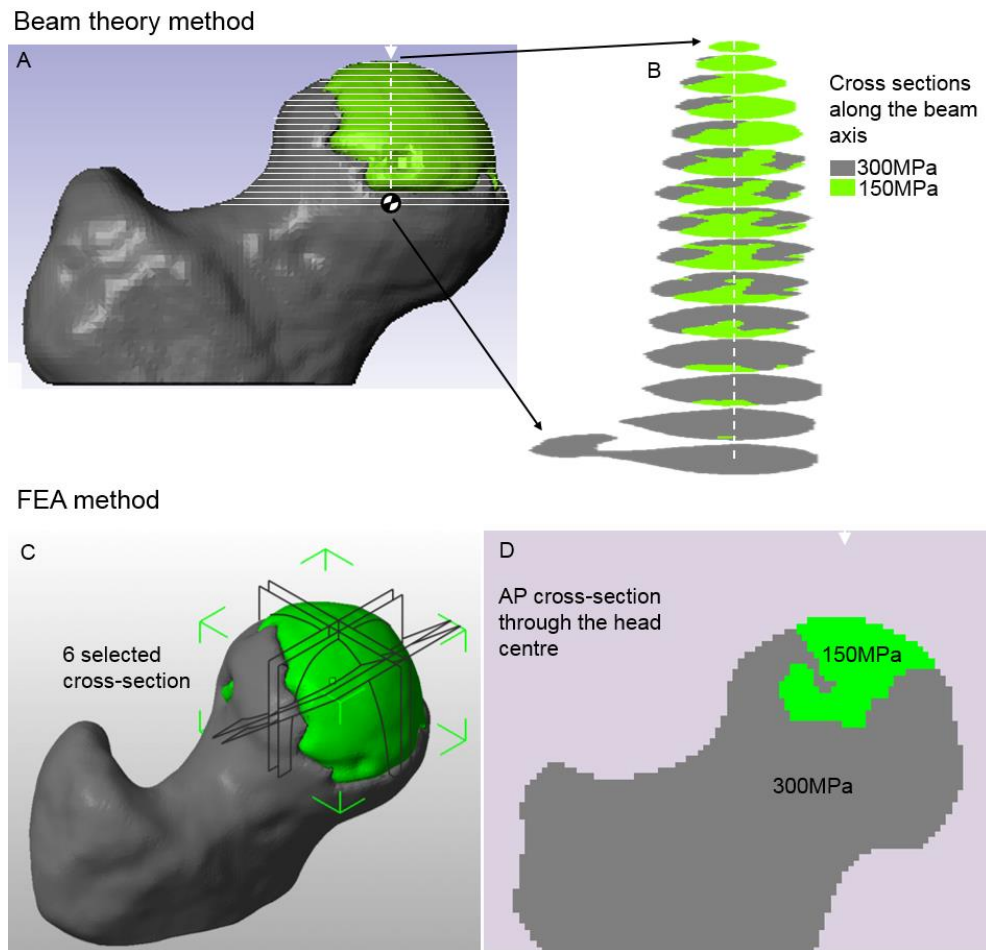 Beam theory method
A
B
Cross sections
along the beam
axis
300MPa
150MPa
FEA method
C
6 selected
cross-section
D
AP cross-section
through the head
centre
150MPa
300MPa